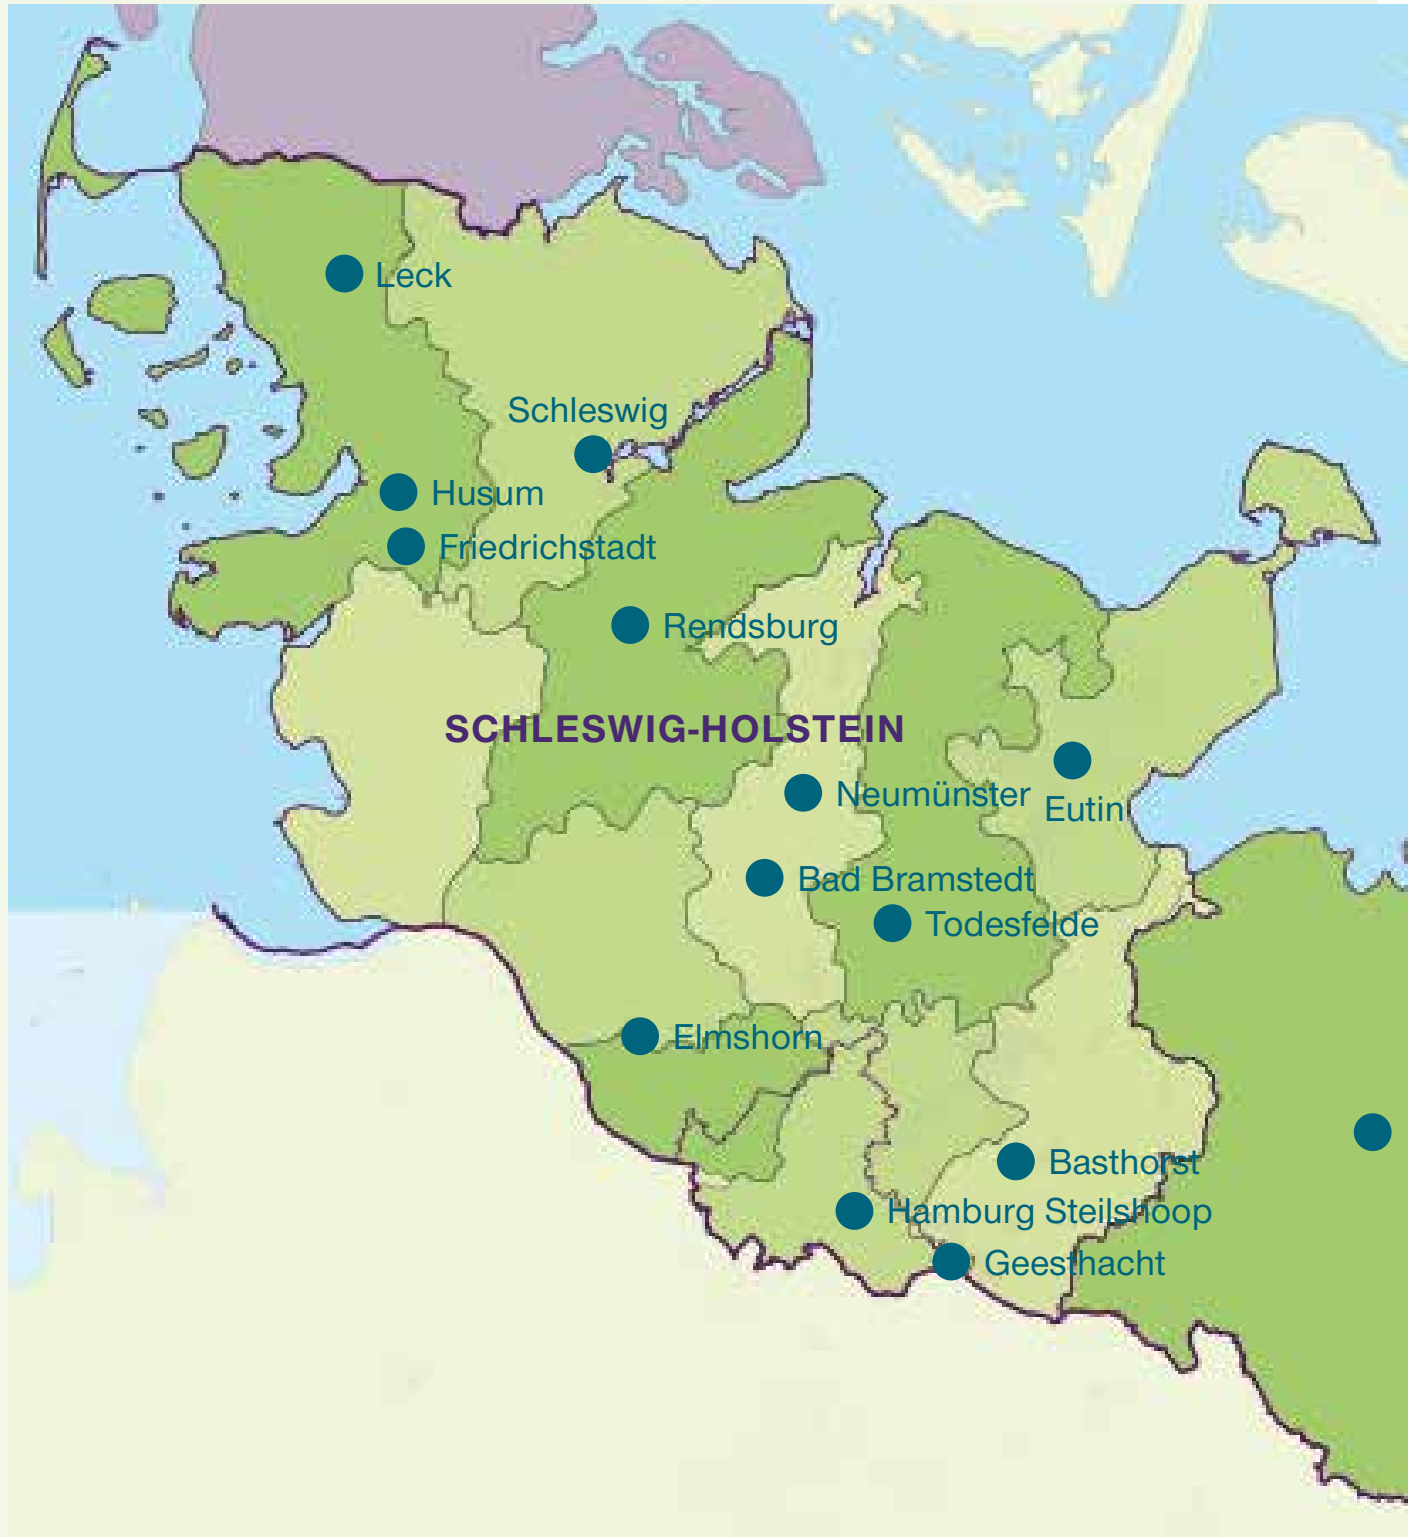 Leck
Schleswig
Husum
Friedrichstadt
Rendsburg
SCHLESWIG-HOLSTEIN
Neumünster
Eutin
Bad Bramstedt
Todesfelde
Elmshorn
Basthorst
Hamburg Steilshoop
Geesthacht